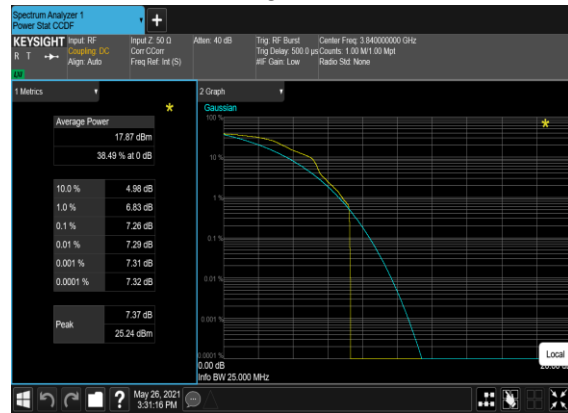 Spectrum Analyzer 1
Power Stat CCDF
KEYSIGHT
R T
LXI
Input: RF
Coupling: DC
Align: Auto
Input Z: 50 Ω
Corr CCorr
Freq Ref: Int (S)
Atten: 40 dB
Trig: RF Burst
Trig Delay: 500.0 µs
#IF Gain: Low
Center Freq: 3.840000000 GHz
Counts: 1.00 M/1.00 Mpt
Radio Std: None
1 Metrics
Average Power
17.87 dBm
38.49 % at 0 dB
10.0 % 4.98 dB
1.0 % 6.83 dB
0.1 % 7.26 dB
0.01 % 7.29 dB
0.001 % 7.31 dB
0.0001 % 7.32 dB
Peak 7.37 dB
25.24 dBm
2 Graph
Gaussian
100 %
10 %
1 %
0.1 %
0.01 %
0.001 %
0.0001 %
0.00 dB
Info BW 25.000 MHz
Local
May 26, 2021
3:31:16 PM